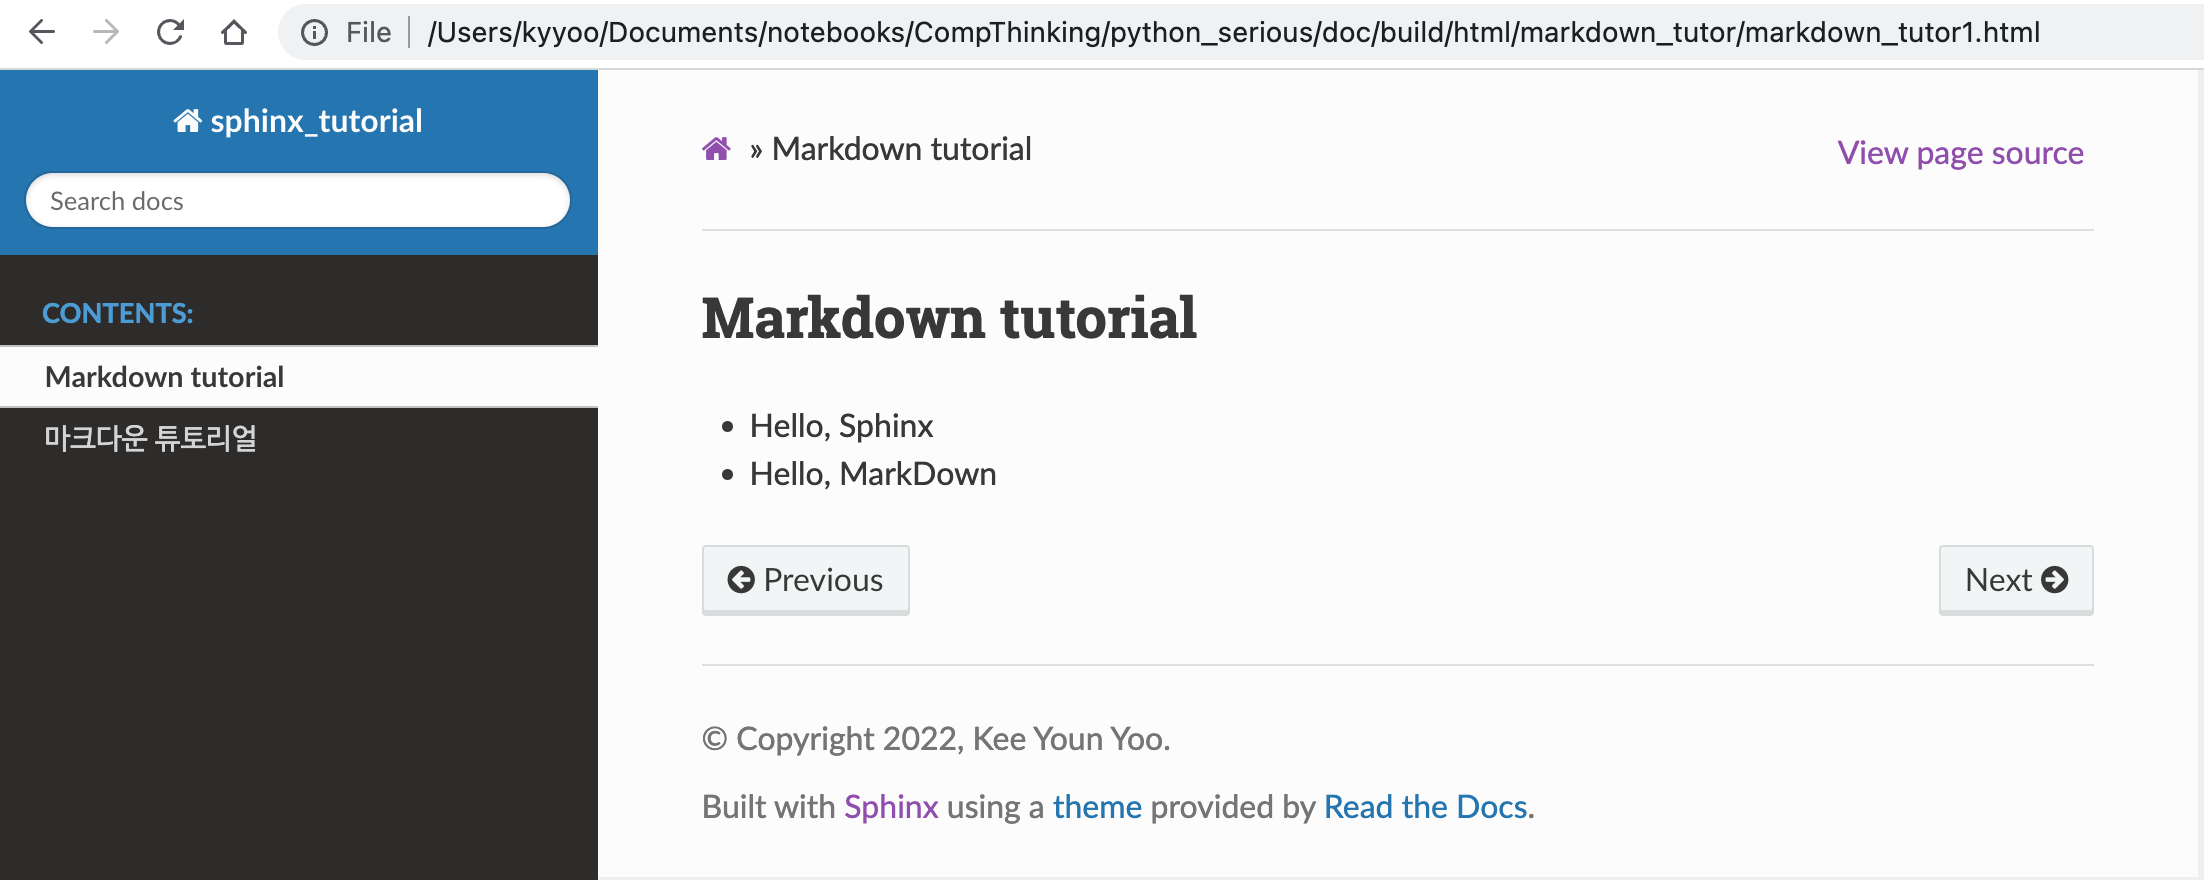 File /Users/kyyoo/Documents/notebooks/CompThinking/python_serious/doc/build/html/markdown_tutor/markdown_tutor1.html
sphinx_tutorial
Search docs
CONTENTS:
Markdown tutorial
마크다운 튜토리얼
» Markdown tutorial
View page source
Markdown tutorial
• Hello, Sphinx
• Hello, MarkDown
Previous
Next
© Copyright 2022, Kee Youn Yoo.
Built with Sphinx using a theme provided by Read the Docs.